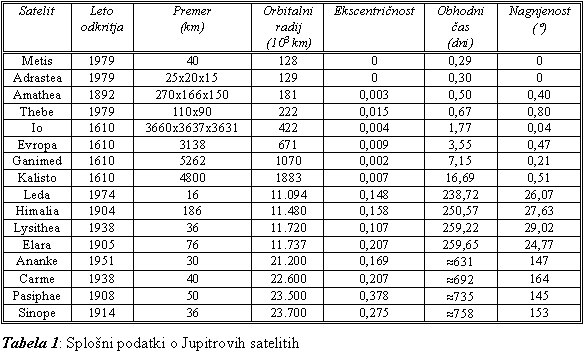 Satelit Leto odkritja Premer (km) Orbitalni radij (10³ km) Ekscentričnost Obhodni čas (dni) Nagnjenost (°)
Metis 1979 40 128 0 0,29 0
Adrastea 1979 25x20x15 129 0 0,30 0
Amathea 1892 270x166x150 181 0,003 0,50 0,40
Thebe 1979 110x90 222 0,015 0,67 0,80
Io 1610 3660x3637x3631 422 0,004 1,77 0,04
Evropa 1610 3138 671 0,009 3,55 0,47
Ganimed 1610 5262 1070 0,002 7,15 0,21
Kalisto 1610 4800 1883 0,007 16,69 0,51
Leda 1974 16 11.094 0,148 238,72 26,07
Himalia 1904 186 11.480 0,158 250,57 27,63
Lysithea 1938 36 11.720 0,107 259,22 29,02
Elara 1905 76 11.737 0,207 259,65 24,77
Ananke 1951 30 21.200 0,169 ≈631 147
Carme 1938 40 22.600 0,207 ≈692 164
Pasiphae 1908 50 23.500 0,378 ≈735 145
Sinope 1914 36 23.700 0,275 ≈758 153
Tabela 1: Splošni podatki o Jupitrovih satelitih